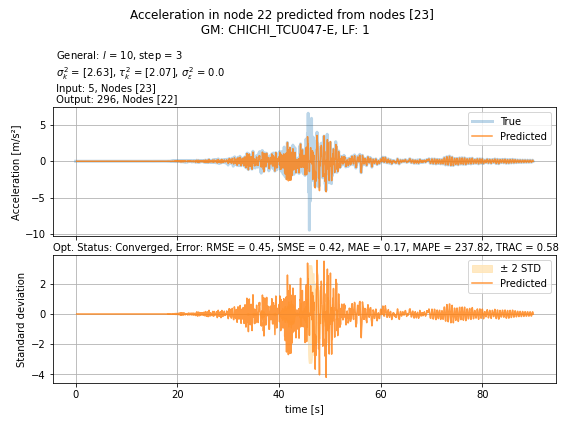 Acceleration in node 22 predicted from nodes [23]
GM: CHICHI_TCU047-E, LF: 1
General: l = 10, step = 3
σ²ₖ = [2.63], τ²ₖ = [2.07], σ²ε = 0.0
Input: 5, Nodes [23]
Output: 296, Nodes [22]
True
Predicted
Acceleration [m/s²]
5
0
−5
−10
Opt. Status: Converged, Error: RMSE = 0.45, SMSE = 0.42, MAE = 0.17, MAPE = 237.82, TRAC = 0.58
± 2 STD
Predicted
Standard deviation
2
0
−2
−4
0 20 40 60 80
time [s]